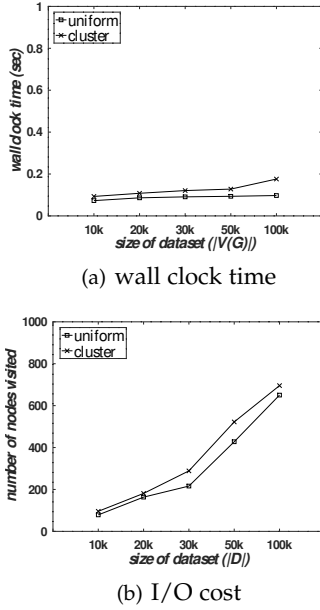 1
uniform
cluster
0.8
0.6
0.4
0.2
0
wall clock time (sec)
10k 20k 30k 50k 100k
size of dataset (|V(G)|)
(a) wall clock time
1000
uniform
cluster
800
600
400
200
0
number of nodes visited
10k 20k 30k 50k 100k
size of dataset (|D|)
(b) I/O cost